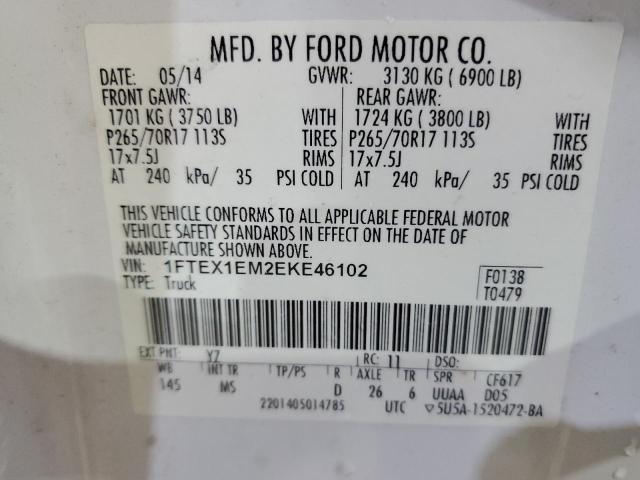 MFD. BY FORD MOTOR CO.
DATE: 05/14 GVWR: 3130 KG ( 6900 LB)
FRONT GAWR: REAR GAWR:
1701 KG ( 3750 LB) WITH 1724 KG ( 3800 LB) WITH
P265/70R17 113S TIRES P265/70R17 113S TIRES
17x7.5J RIMS 17x7.5J RIMS
AT 240 kPa/ 35 PSI COLD AT 240 kPa/ 35 PSI COLD
THIS VEHICLE CONFORMS TO ALL APPLICABLE FEDERAL MOTOR
VEHICLE SAFETY STANDARDS IN EFFECT ON THE DATE OF
MANUFACTURE SHOWN ABOVE.
VIN: 1FTEX1EM2EKE46102 F0138
TYPE: Truck T0479
EXT PNT: YZ RC: 11 DSO:
WB INT TR TP/PS R AXLE TR SPR CF617
145 MS D 26 6 UUAA D05
2201405014785 UTC ▽5U5A-1520472-BA